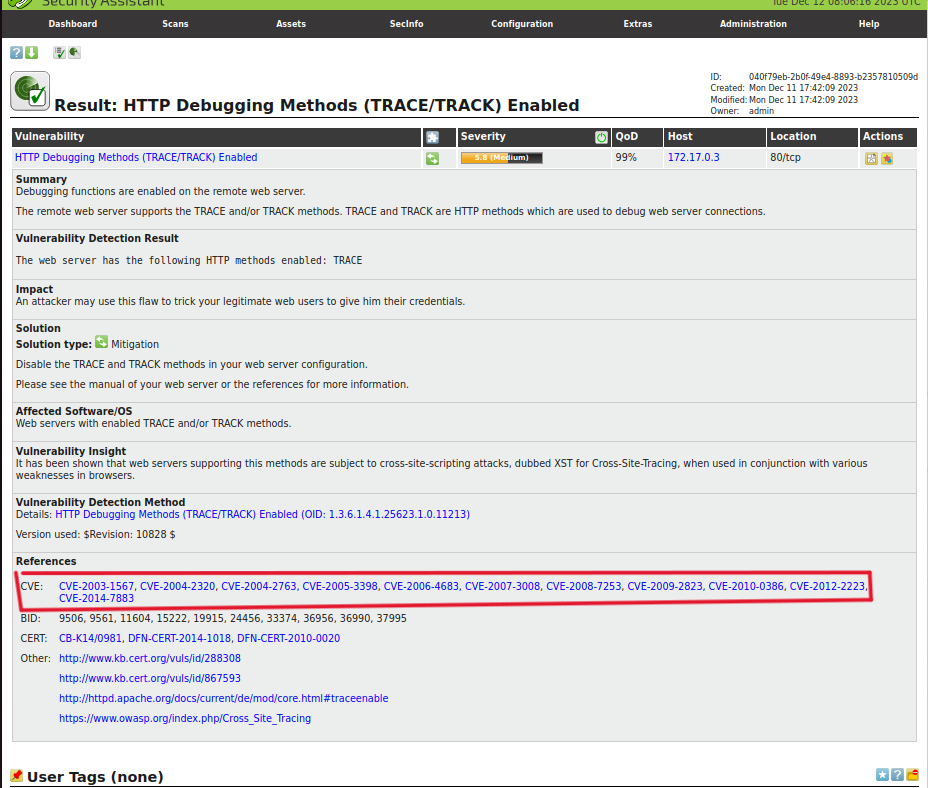 Security Assistant
Tue Dec 12 08:06:16 2023 UTC
Dashboard Scans Assets SecInfo Configuration Extras Administration Help
ID: 040f79eb-2b0f-49e4-8893-b2357810509d
Created: Mon Dec 11 17:42:09 2023
Modified: Mon Dec 11 17:42:09 2023
Owner: admin
Result: HTTP Debugging Methods (TRACE/TRACK) Enabled
Vulnerability Severity QoD Host Location Actions
HTTP Debugging Methods (TRACE/TRACK) Enabled 5.8 (Medium) 99% 172.17.0.3 80/tcp
Summary
Debugging functions are enabled on the remote web server.
The remote web server supports the TRACE and/or TRACK methods. TRACE and TRACK are HTTP methods which are used to debug web server connections.
Vulnerability Detection Result
The web server has the following HTTP methods enabled: TRACE
Impact
An attacker may use this flaw to trick your legitimate web users to give him their credentials.
Solution
Solution type: Mitigation
Disable the TRACE and TRACK methods in your web server configuration.
Please see the manual of your web server or the references for more information.
Affected Software/OS
Web servers with enabled TRACE and/or TRACK methods.
Vulnerability Insight
It has been shown that web servers supporting this methods are subject to cross-site-scripting attacks, dubbed XST for Cross-Site-Tracing, when used in conjunction with various
weaknesses in browsers.
Vulnerability Detection Method
Details: HTTP Debugging Methods (TRACE/TRACK) Enabled (OID: 1.3.6.1.4.1.25623.1.0.11213)
Version used: $Revision: 10828 $
References
CVE: CVE-2003-1567, CVE-2004-2320, CVE-2004-2763, CVE-2005-3398, CVE-2006-4683, CVE-2007-3008, CVE-2008-7253, CVE-2009-2823, CVE-2010-0386, CVE-2012-2223,
CVE-2014-7883
BID: 9506, 9561, 11604, 15222, 19915, 24456, 33374, 36956, 36990, 37995
CERT: CB-K14/0981, DFN-CERT-2014-1018, DFN-CERT-2010-0020
Other: http://www.kb.cert.org/vuls/id/288308
http://www.kb.cert.org/vuls/id/867593
http://httpd.apache.org/docs/current/de/mod/core.html#traceenable
https://www.owasp.org/index.php/Cross_Site_Tracing
User Tags (none)